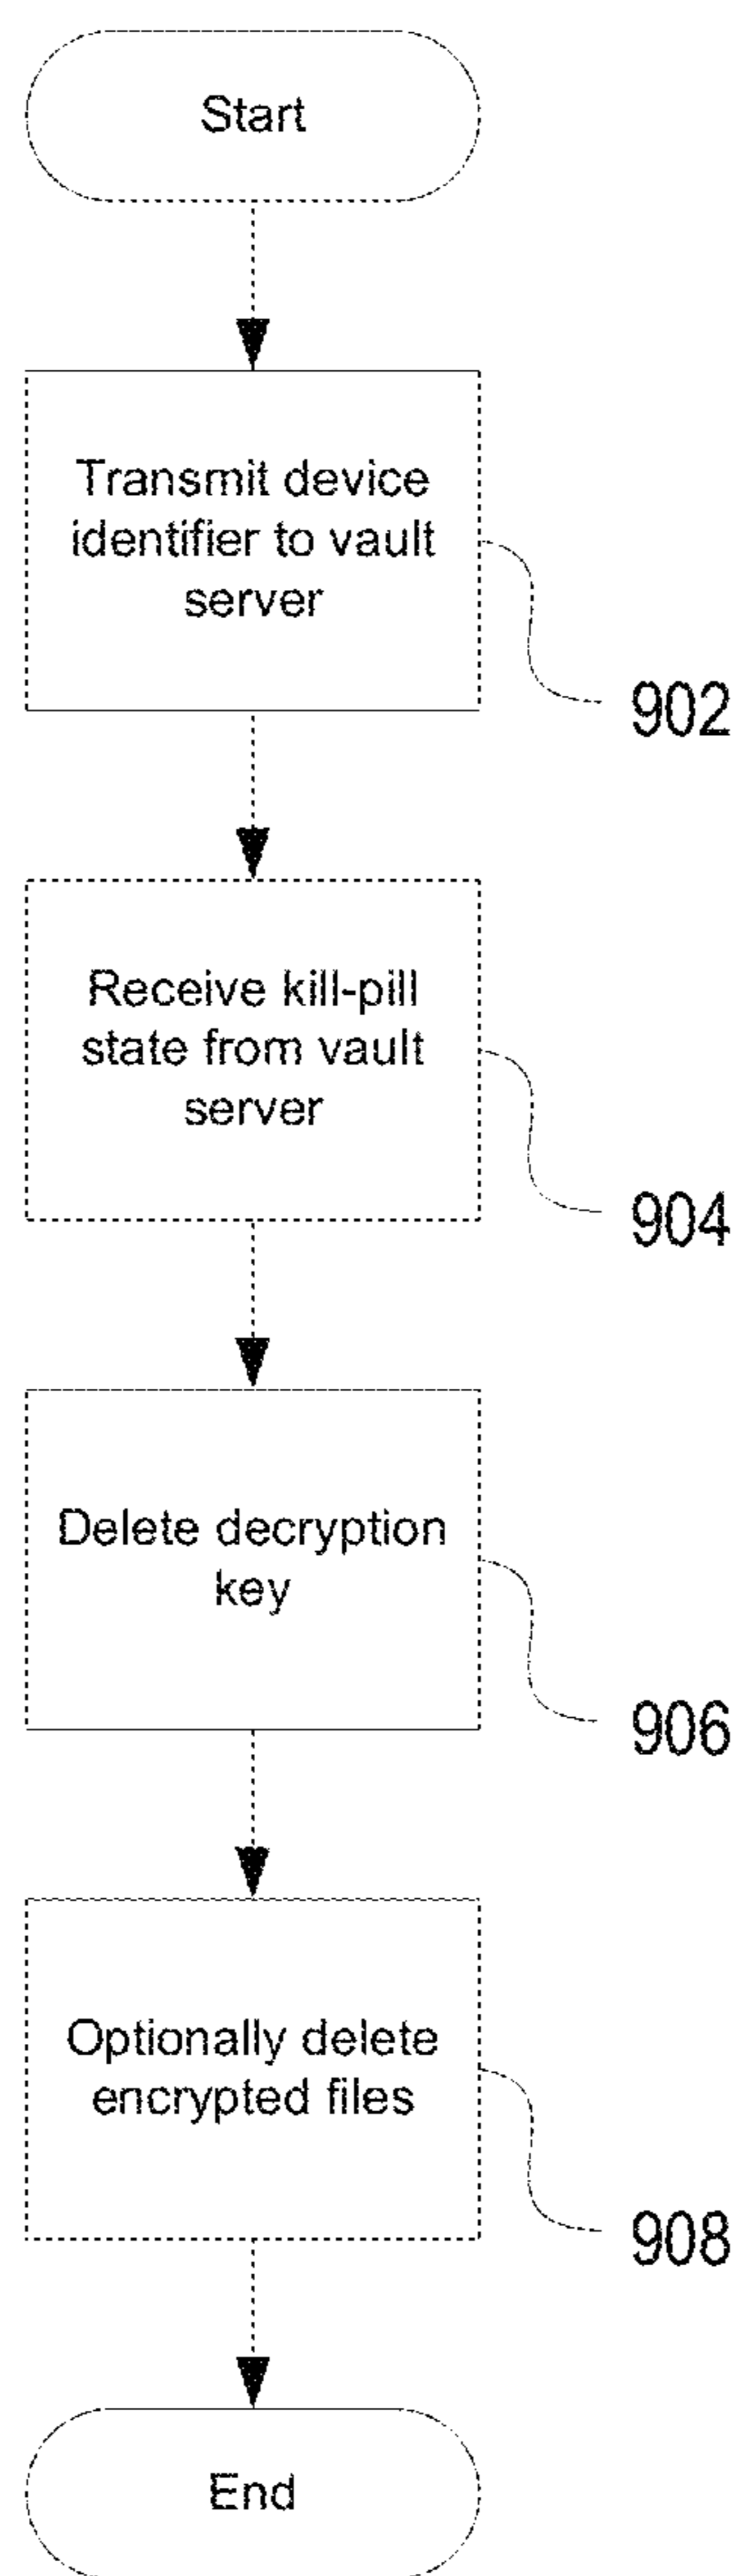 Start
Transmit device
identifier to vault
server
902
Receive kill-pill
state from vault
server
904
Delete decryption
key
906
Optionally delete
encrypted files
908
End